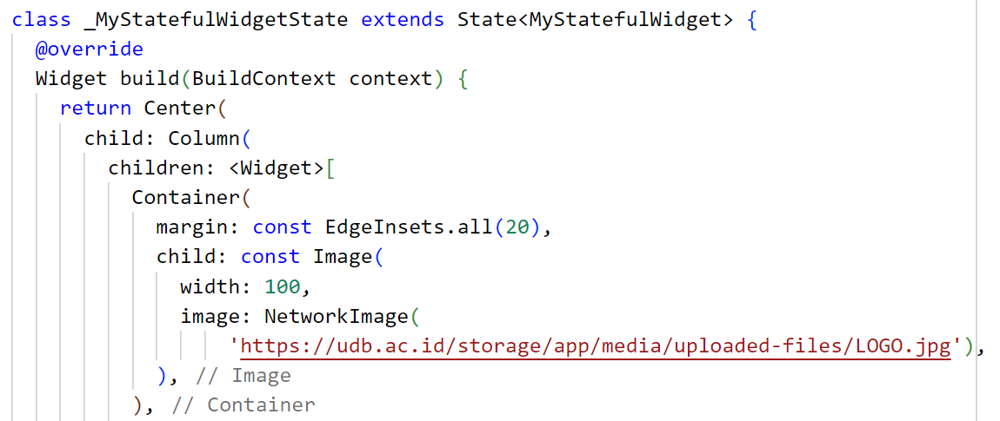 class _MyStatefulWidgetState extends State<MyStatefulWidget> {
@override
Widget build(BuildContext context) {
return Center(
child: Column(
children: <Widget>[
Container(
margin: const EdgeInsets.all(20),
child: const Image(
width: 100,
image: NetworkImage(
'https://udb.ac.id/storage/app/media/uploaded-files/LOGO.jpg'),
), // Image
), // Container